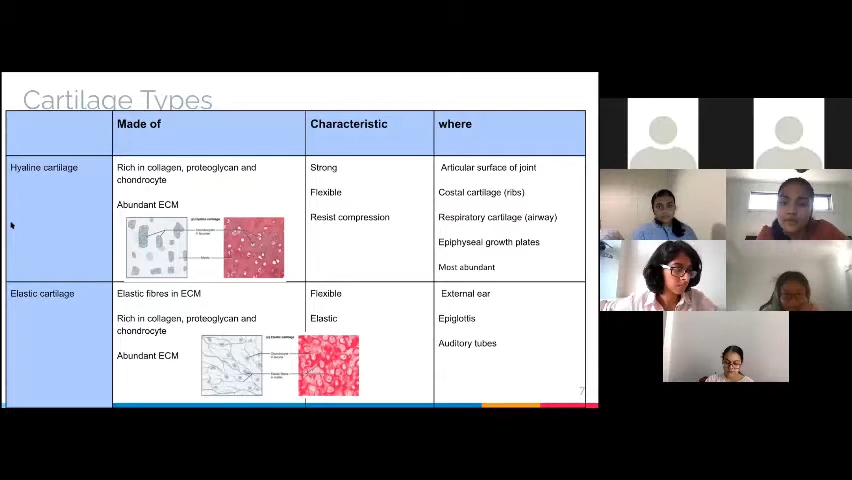 Cartilage Types
Made of
Characteristic
where
Hyaline cartilage
Rich in collagen, proteoglycan and
chondrocyte
Abundant ECM
Strong
Flexible
Resist compression
Articular surface of joint
Costal cartilage (ribs)
Respiratory cartilage (airway)
Epiphyseal growth plates
Most abundant
Elastic cartilage
Elastic fibres in ECM
Rich in collagen, proteoglycan and
chondrocyte
Abundant ECM
Flexible
Elastic
External ear
Epiglottis
Auditory tubes
7